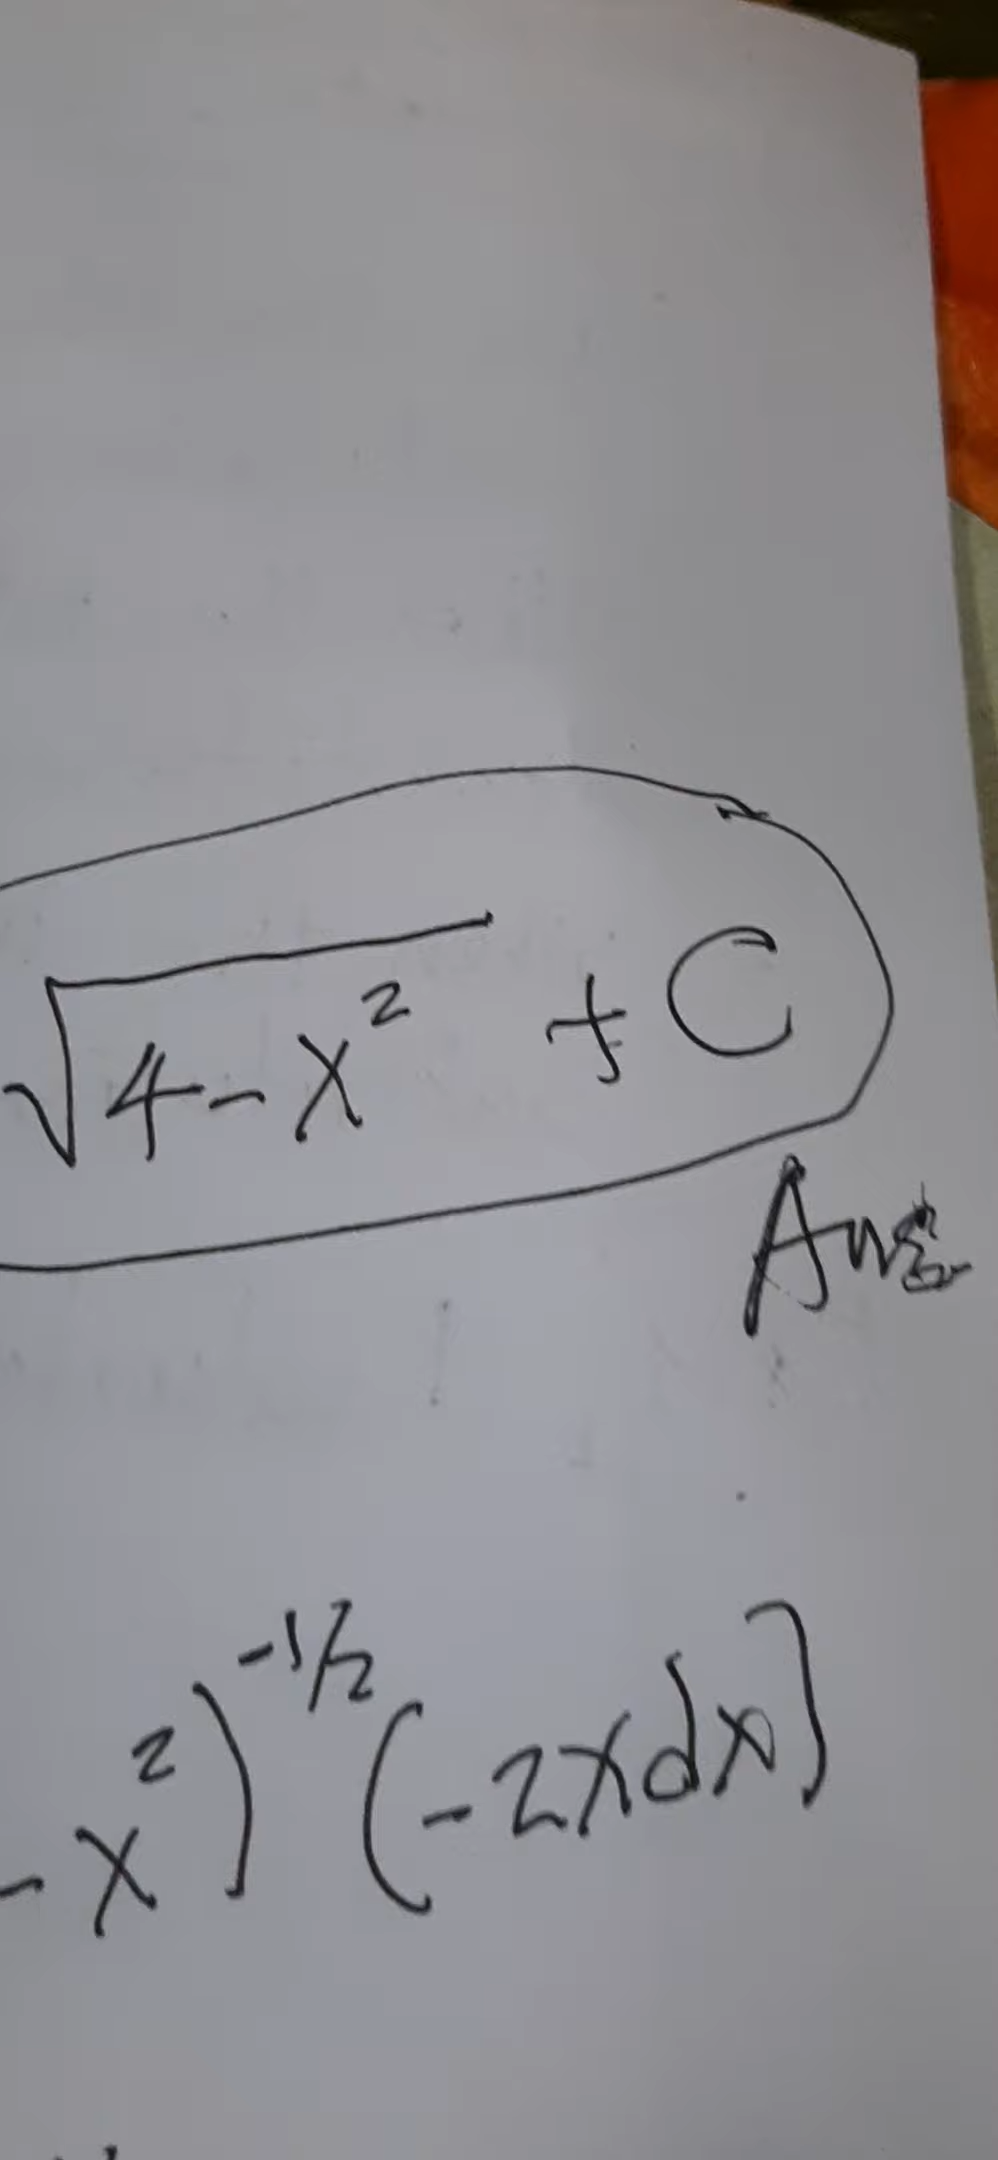 √4-x² + C
Ans
-x²)^-1/2 (-2xdx)